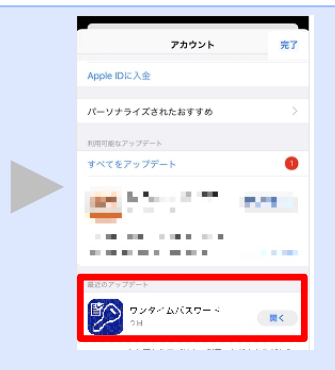 アカウント
完了
Apple IDに入金
パーソナライズされたおすすめ
利用可能なアップデート
すべてをアップデート
1
最近のアップデート
ワンタイムパスワード
開く